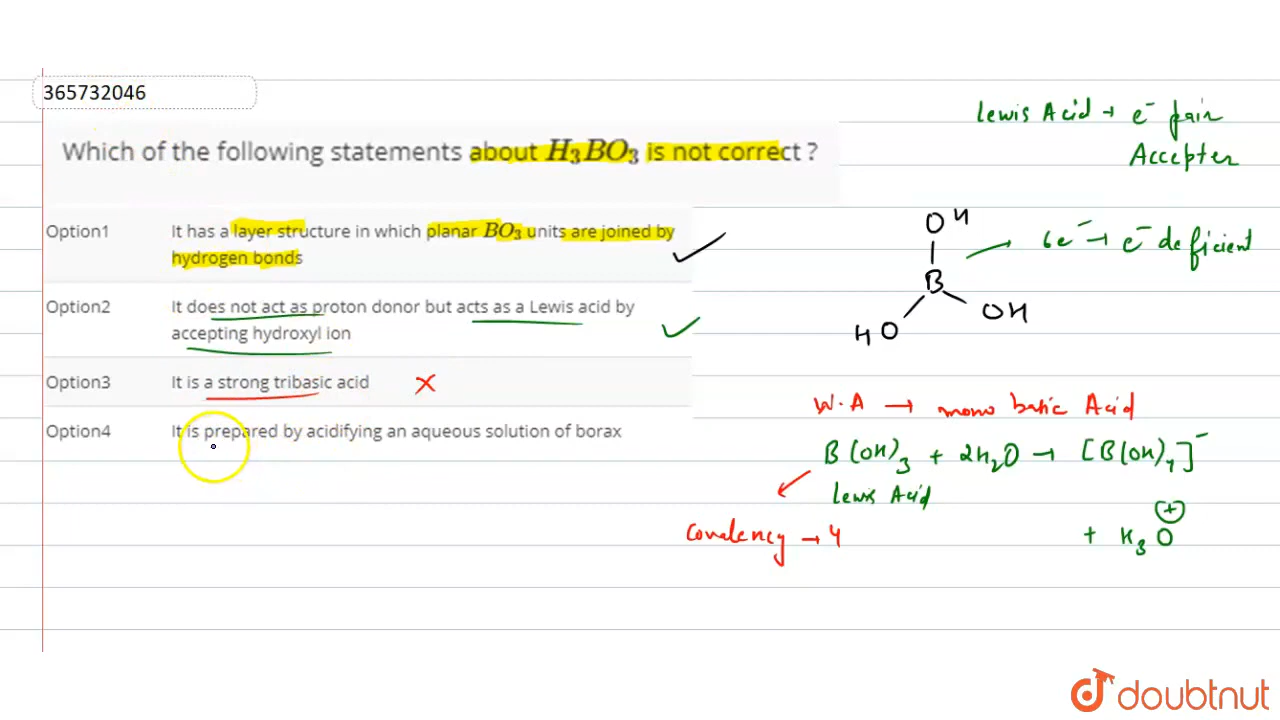 365732046
Which of the following statements about H₃BO₃ is not correct ?
Option1 It has a layer structure in which planar BO₃ units are joined by
hydrogen bonds
Option2 It does not act as proton donor but acts as a Lewis acid by
accepting hydroxyl ion
Option3 It is a strong tribasic acid
Option4 It is prepared by acidifying an aqueous solution of borax
Lewis Acid → e⁻ pair
Accepter
OH
B
HO
OH
6e⁻ → e⁻ deficient
W.A → mono basic Acid
B(OH)₃ + 2H₂O → [B(OH)₄]⁻
Lewis Acid
+ H₃O⁺
Covalency → 4
doubtnut